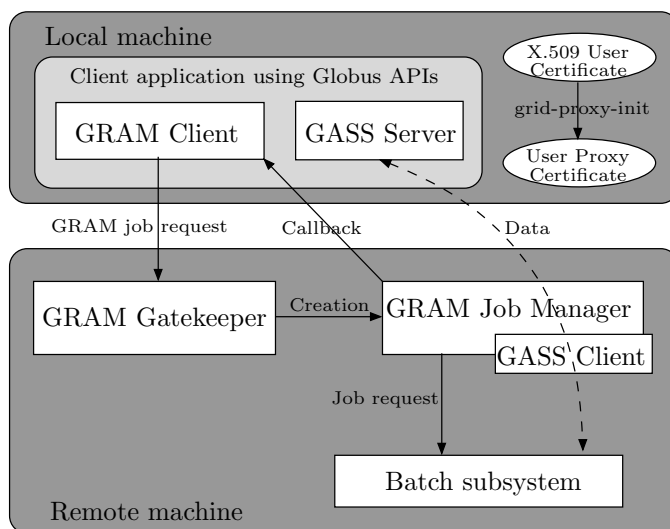 Local machine
Client application using Globus APIs
GRAM Client
GASS Server
X.509 User
Certificate
grid-proxy-init
User Proxy
Certificate
GRAM job request
Callback
Data
GRAM Gatekeeper
Creation
GRAM Job Manager
GASS Client
Job request
Batch subsystem
Remote machine